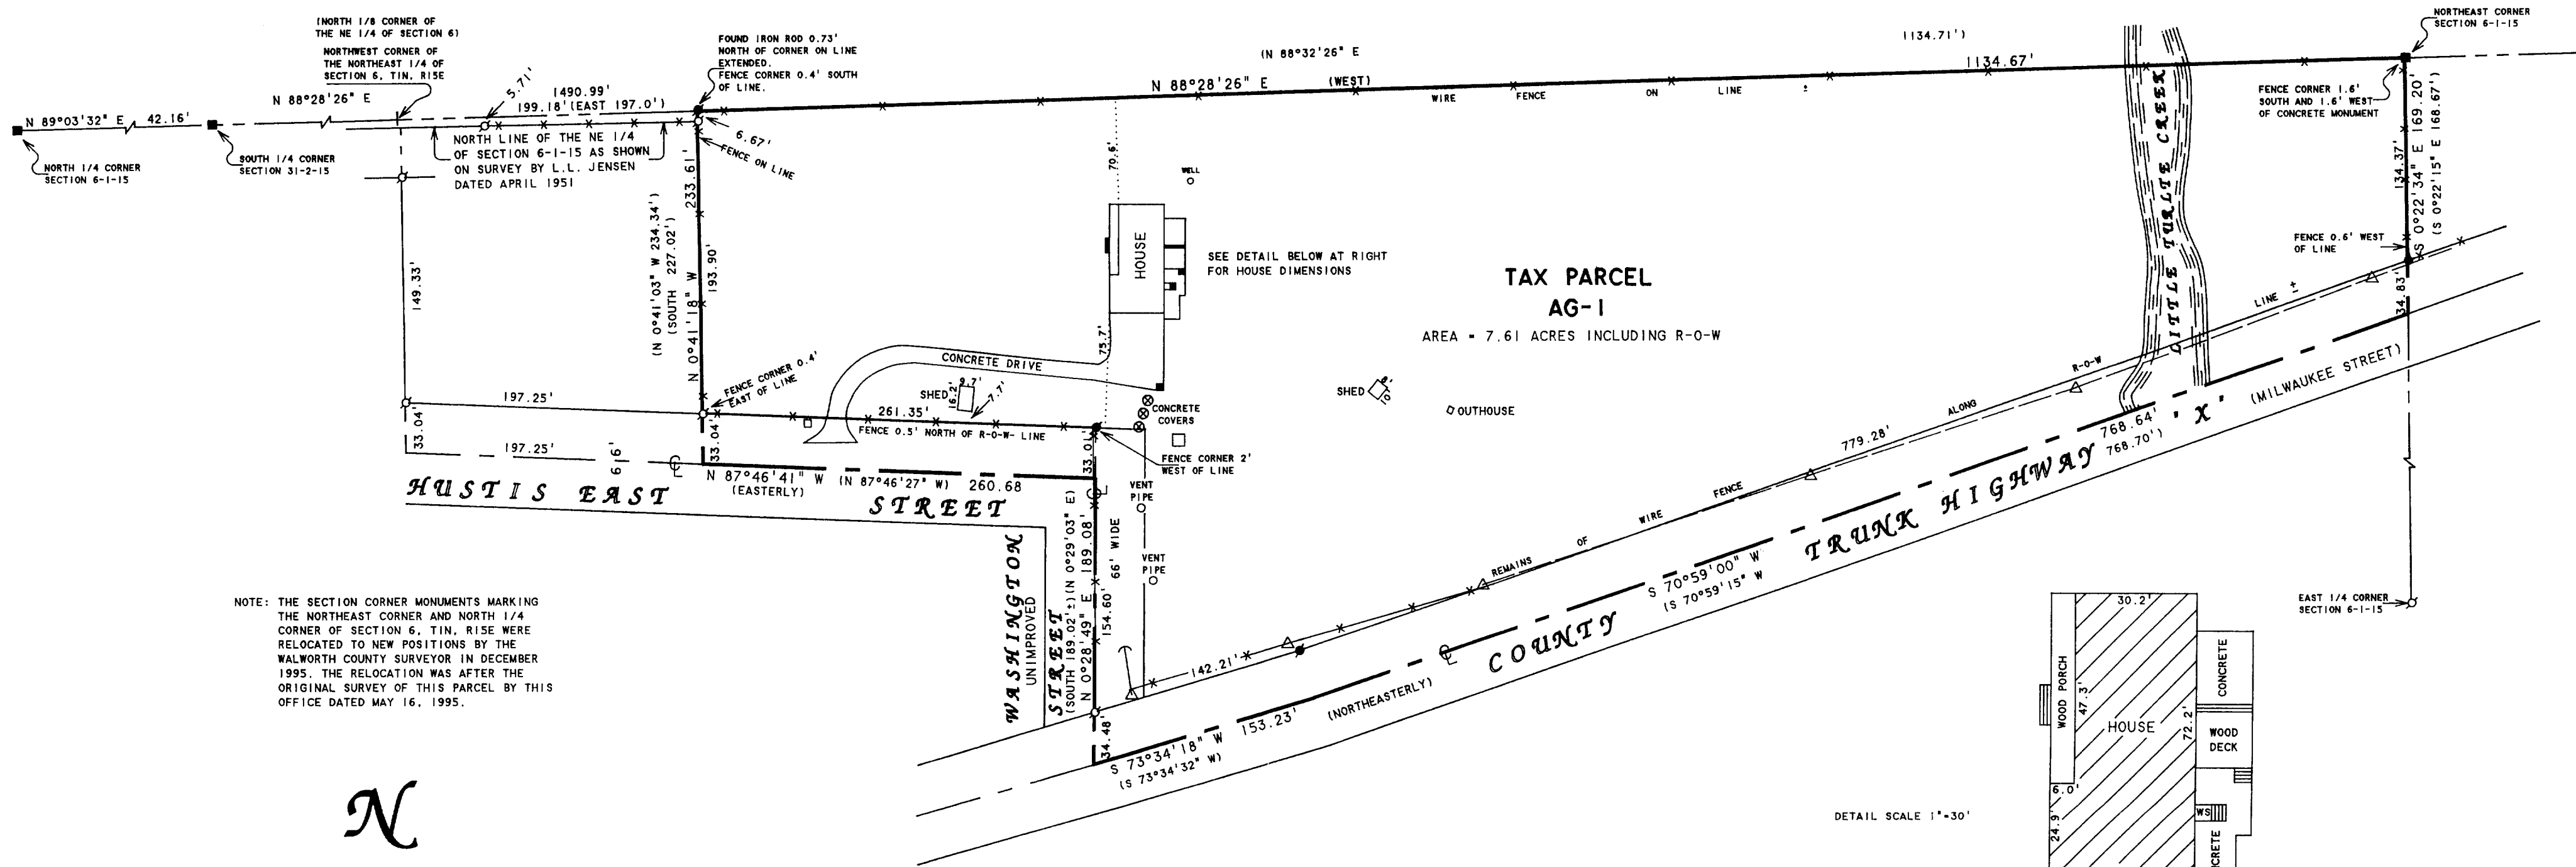 (NORTH 1/8 CORNER OF
THE NE 1/4 OF SECTION 6)
NORTHWEST CORNER OF
THE NORTHEAST 1/4 OF
SECTION 6, T1N, R15E
N 88°28'26" E
5.71'
1490.99'
199.18' (EAST 197.0')
FOUND IRON ROD 0.73'
NORTH OF CORNER ON LINE
EXTENDED.
FENCE CORNER 0.4' SOUTH
OF LINE.
(N 88°32'26" E
1134.71')
N 88°28'26" E
(WEST)
1134.67'
WIRE FENCE ON LINE ±
NORTHEAST CORNER
SECTION 6-1-15
FENCE CORNER 1.6'
SOUTH AND 1.6' WEST
OF CONCRETE MONUMENT
N 89°03'32" E 42.16'
NORTH 1/4 CORNER
SECTION 6-1-15
SOUTH 1/4 CORNER
SECTION 31-2-15
NORTH LINE OF THE NE 1/4
OF SECTION 6-1-15 AS SHOWN
ON SURVEY BY L.L. JENSEN
DATED APRIL 1951
6.67'
FENCE ON LINE
149.33'
(N 0°41'03" W 234.34')
(SOUTH 227.02')
N 0°41'18" W
233.61'
193.90'
79.6'
WELL
HOUSE
SEE DETAIL BELOW AT RIGHT
FOR HOUSE DIMENSIONS
TAX PARCEL
AG-1
AREA = 7.61 ACRES INCLUDING R-O-W
LITTLE TURLTE CREEK
134.37'
S 0°22'34" E 169.20'
(S 0°22'15" E 168.67')
FENCE 0.6' WEST
OF LINE
34.83'
75.7'
CONCRETE DRIVE
FENCE CORNER 0.4'
EAST OF LINE
SHED
16.2'
9.7'
7.7'
261.35'
FENCE 0.5' NORTH OF R-O-W- LINE
CONCRETE
COVERS
SHED
8'
10'
OUTHOUSE
197.25'
33.04'
197.25'
66'
33.04'
33.01'
FENCE CORNER 2'
WEST OF LINE
N 87°46'41" W (N 87°46'27" W) 260.68
(EASTERLY)
HUSTIS EAST STREET
VENT
PIPE
VENT
PIPE
WASHINGTON
UNIMPROVED
STREET
(SOUTH 189.02'±)(N 0°29'03" E)
N 0°28'49" E 189.08'
154.60'
66' WIDE
34.48'
142.21'
REMAINS OF WIRE FENCE ALONG R-O-W LINE ±
779.28'
768.64'
768.70')
S 70°59'00" W
(S 70°59'15" W
COUNTY TRUNK HIGHWAY "X" (MILWAUKEE STREET)
S 73°34'18" W 153.23' (NORTHEASTERLY)
(S 73°34'32" W)
EAST 1/4 CORNER
SECTION 6-1-15
NOTE: THE SECTION CORNER MONUMENTS MARKING
THE NORTHEAST CORNER AND NORTH 1/4
CORNER OF SECTION 6, T1N, R15E WERE
RELOCATED TO NEW POSITIONS BY THE
WALWORTH COUNTY SURVEYOR IN DECEMBER
1995. THE RELOCATION WAS AFTER THE
ORIGINAL SURVEY OF THIS PARCEL BY THIS
OFFICE DATED MAY 16, 1995.
N
DETAIL SCALE 1"=30'
30.2'
WOOD PORCH
47.3'
HOUSE
72.2'
CONCRETE
WOOD
DECK
6.0'
24.9'
WS
CRETE